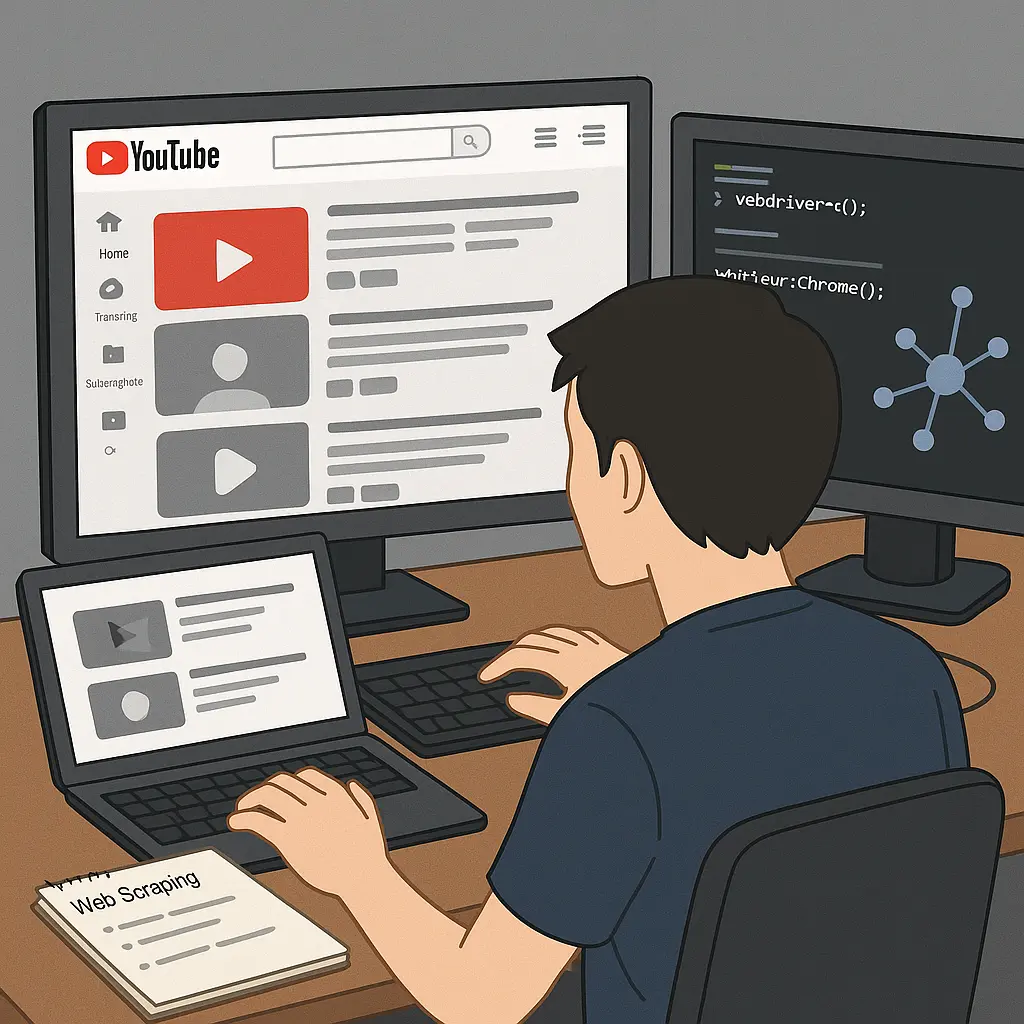 YouTube
Home
Transring
Suberaghote
vebdriver-c();
Whitieur:Chrome();
Web Scraping